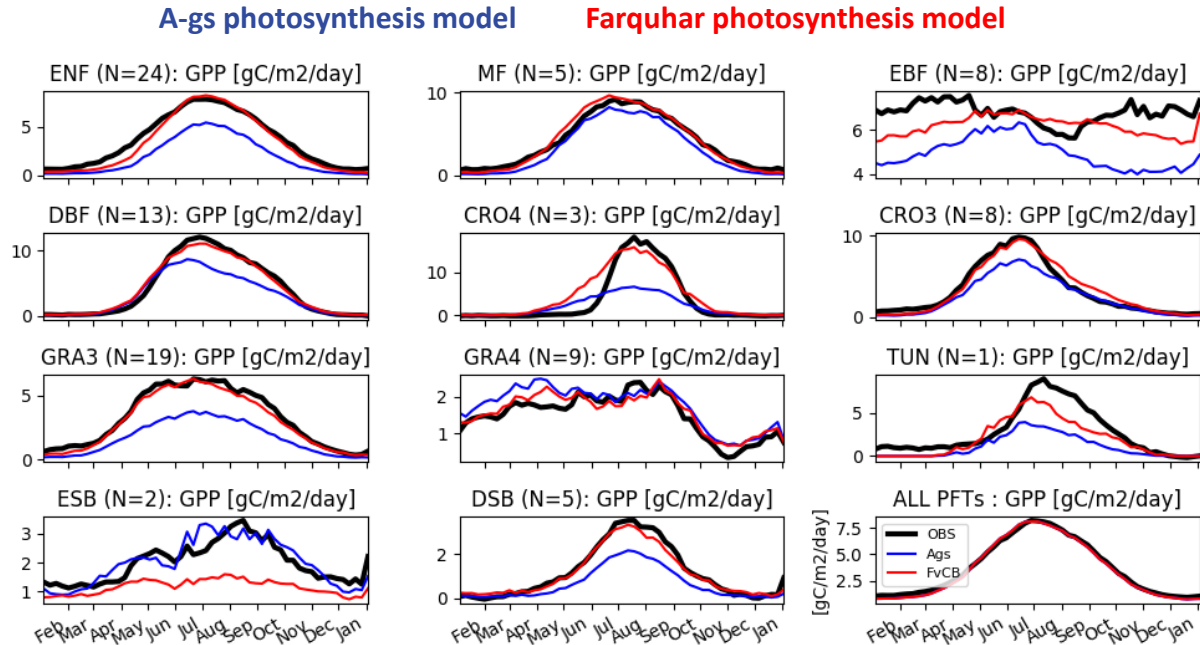 A-gs photosynthesis model Farquhar photosynthesis model
ENF (N=24): GPP [gC/m2/day] MF (N=5): GPP [gC/m2/day] EBF (N=8): GPP [gC/m2/day]
5
0
10
0
6
4
DBF (N=13): GPP [gC/m2/day] CRO4 (N=3): GPP [gC/m2/day] CRO3 (N=8): GPP [gC/m2/day]
10
0
10
0
10
0
GRA3 (N=19): GPP [gC/m2/day] GRA4 (N=9): GPP [gC/m2/day] TUN (N=1): GPP [gC/m2/day]
5
0
2
1
5
0
ESB (N=2): GPP [gC/m2/day] DSB (N=5): GPP [gC/m2/day] ALL PFTs : GPP [gC/m2/day]
3
2
1
2
0
[gC/m2/day]
7.5
5.0
2.5
OBS
Ags
FvCB
Feb Mar Apr May Jun Jul Aug Sep Oct Nov Dec Jan
Feb Mar Apr May Jun Jul Aug Sep Oct Nov Dec Jan
Feb Mar Apr May Jun Jul Aug Sep Oct Nov Dec Jan